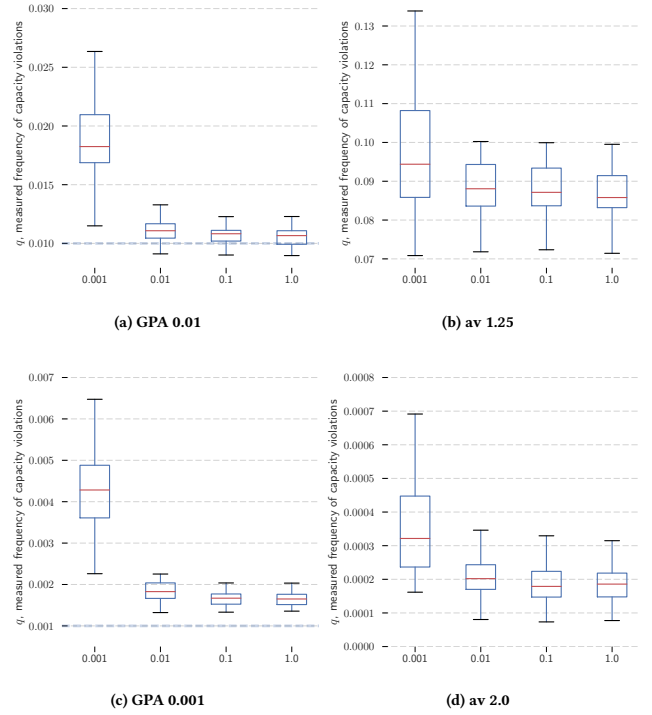 0.030
0.025
0.020
0.015
0.010
q, measured frequency of capacity violations
0.001 0.01 0.1 1.0
(a) GPA 0.01
0.13
0.12
0.11
0.10
0.09
0.08
0.07
q, measured frequency of capacity violations
0.001 0.01 0.1 1.0
(b) av 1.25
0.007
0.006
0.005
0.004
0.003
0.002
0.001
q, measured frequency of capacity violations
0.001 0.01 0.1 1.0
(c) GPA 0.001
0.0008
0.0007
0.0006
0.0005
0.0004
0.0003
0.0002
0.0001
0.0000
q, measured frequency of capacity violations
0.001 0.01 0.1 1.0
(d) av 2.0